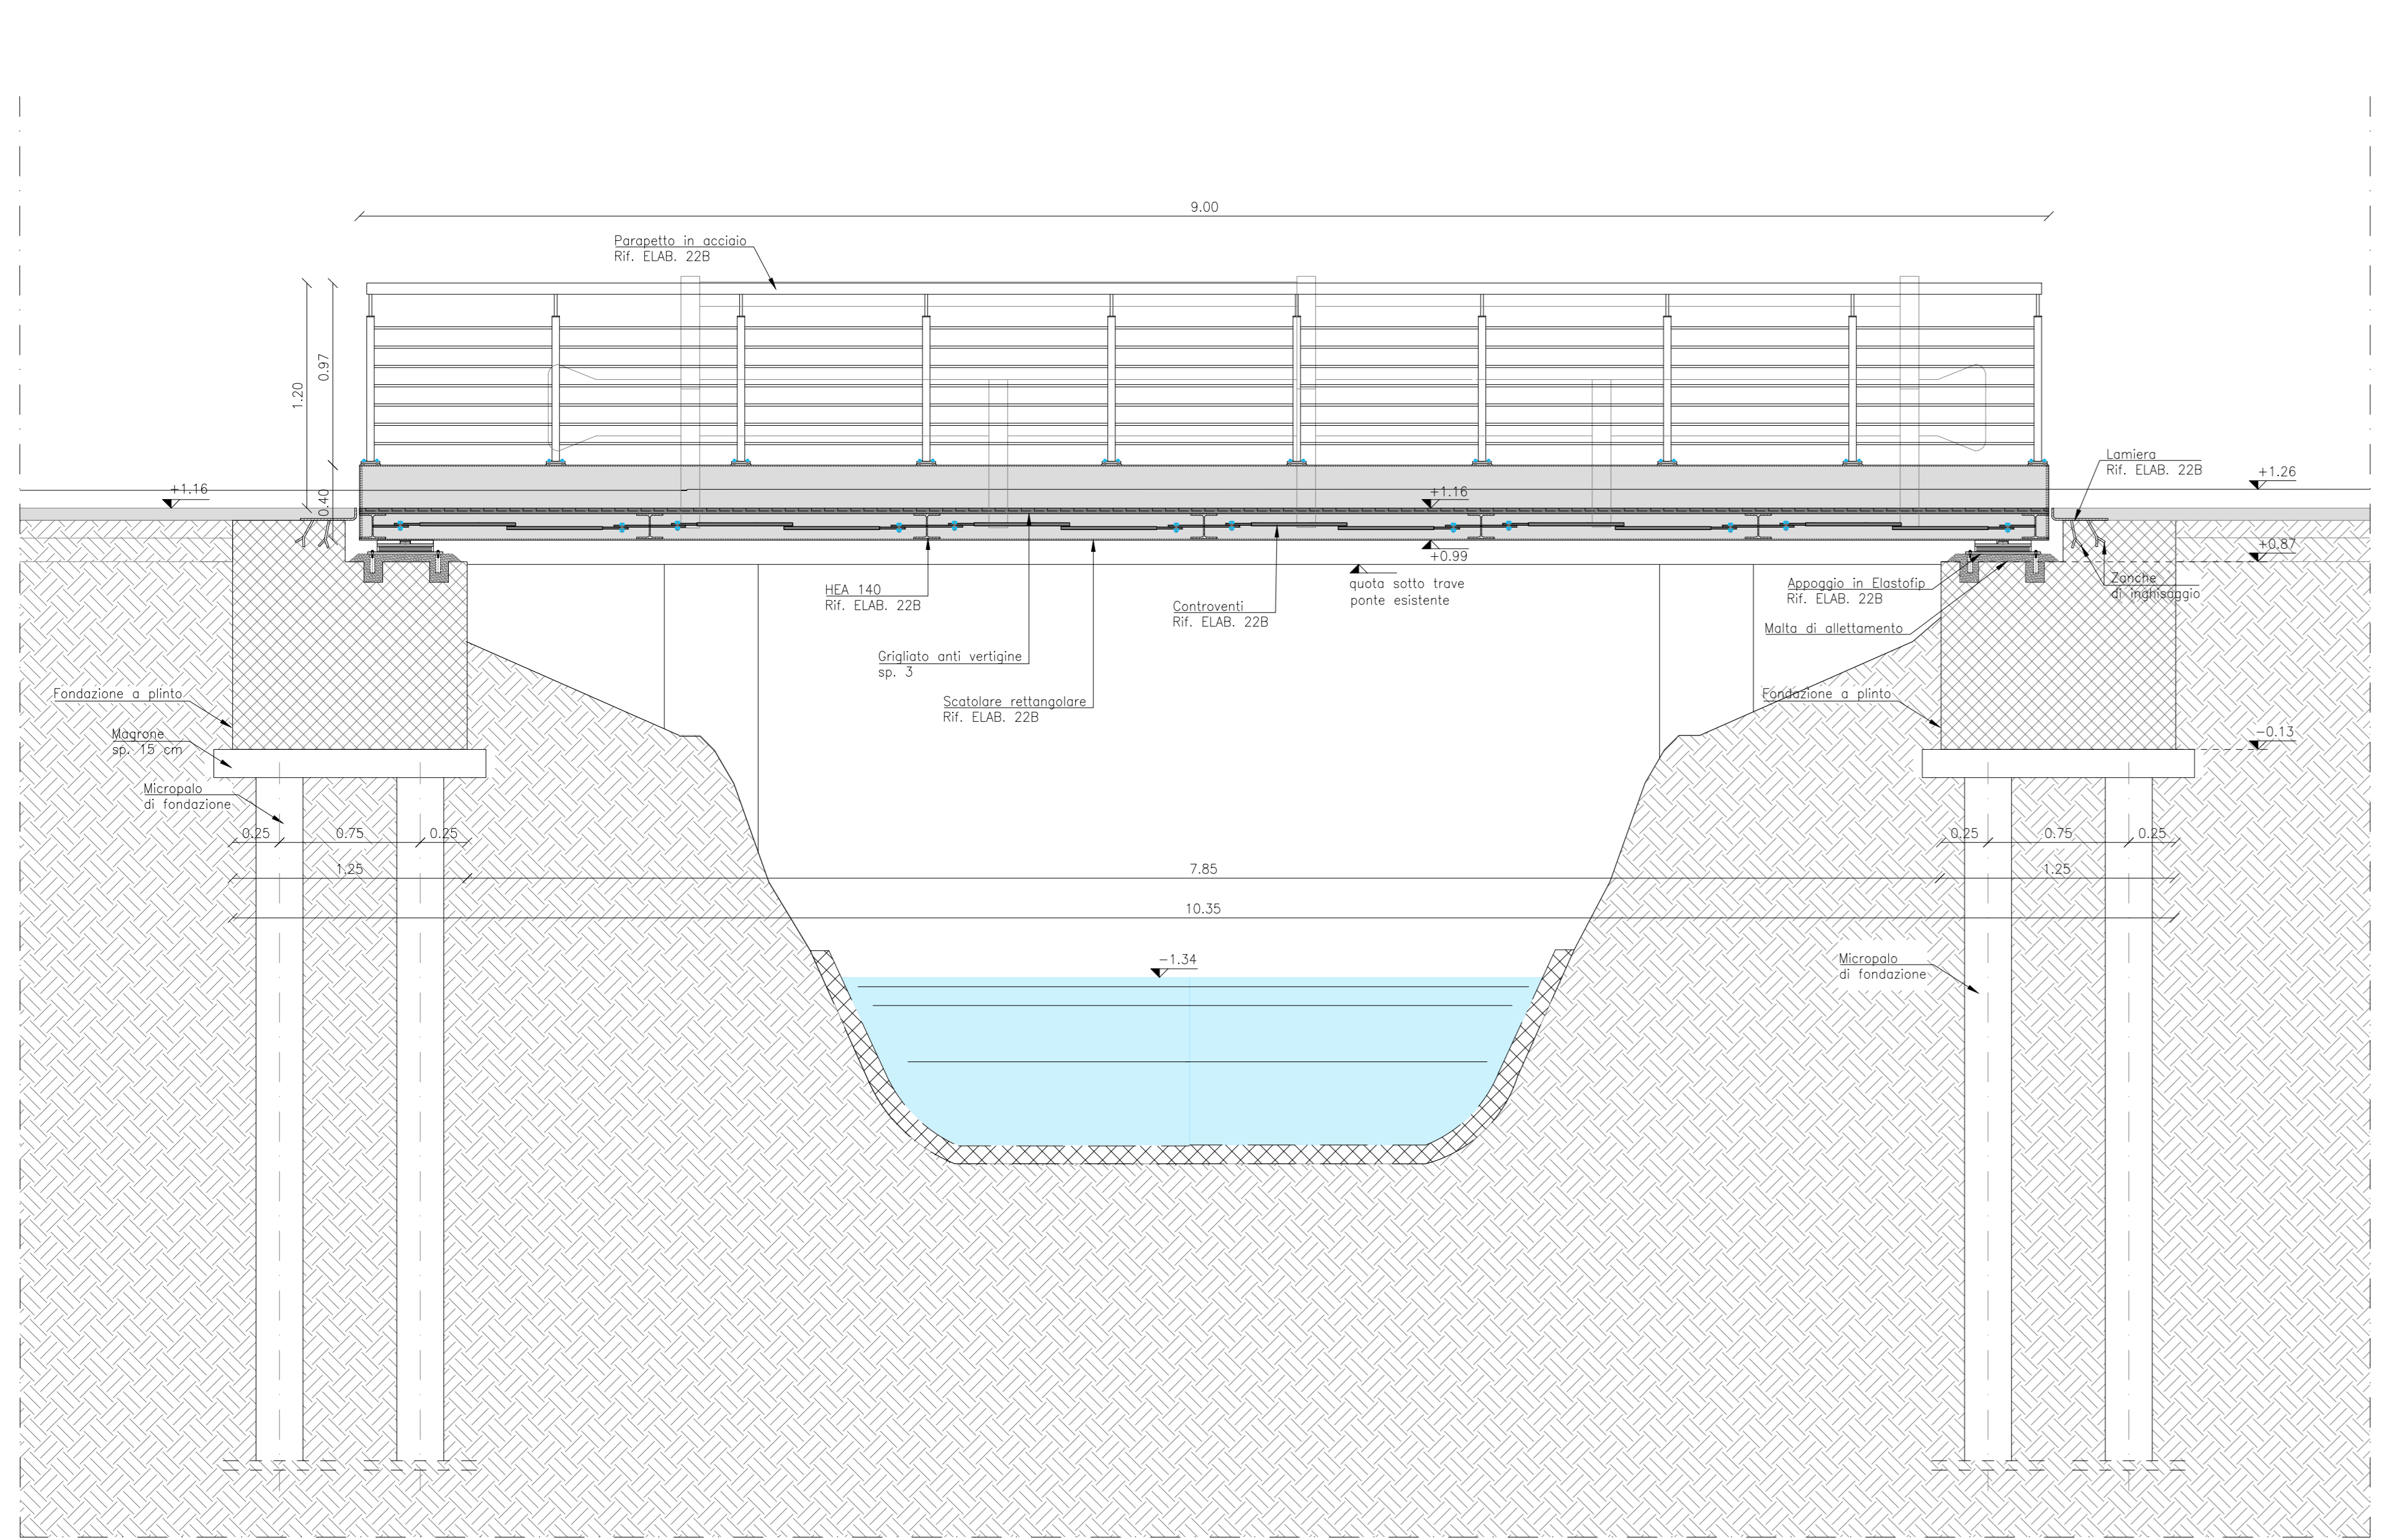 9.00
Parapetto in acciaio
Rif. ELAB. 22B
0.97
1.20
0.40
Lamiera
Rif. ELAB. 22B
+1.26
+1.16
+1.16
+0.99
+0.87
quota sotto trave
ponte esistente
HEA 140
Rif. ELAB. 22B
Controventi
Rif. ELAB. 22B
Appoggio in Elastofip
Rif. ELAB. 22B
Zanche
di inghisaggio
Malta di allettamento
Grigliato anti vertigine
sp. 3
Scatolare rettangolare
Rif. ELAB. 22B
Fondazione a plinto
Fondazione a plinto
Magrone
sp. 15 cm
-0.13
Micropalo
di fondazione
0.25
0.75
0.25
0.25
0.75
0.25
1.25
7.85
1.25
10.35
-1.34
Micropalo
di fondazione